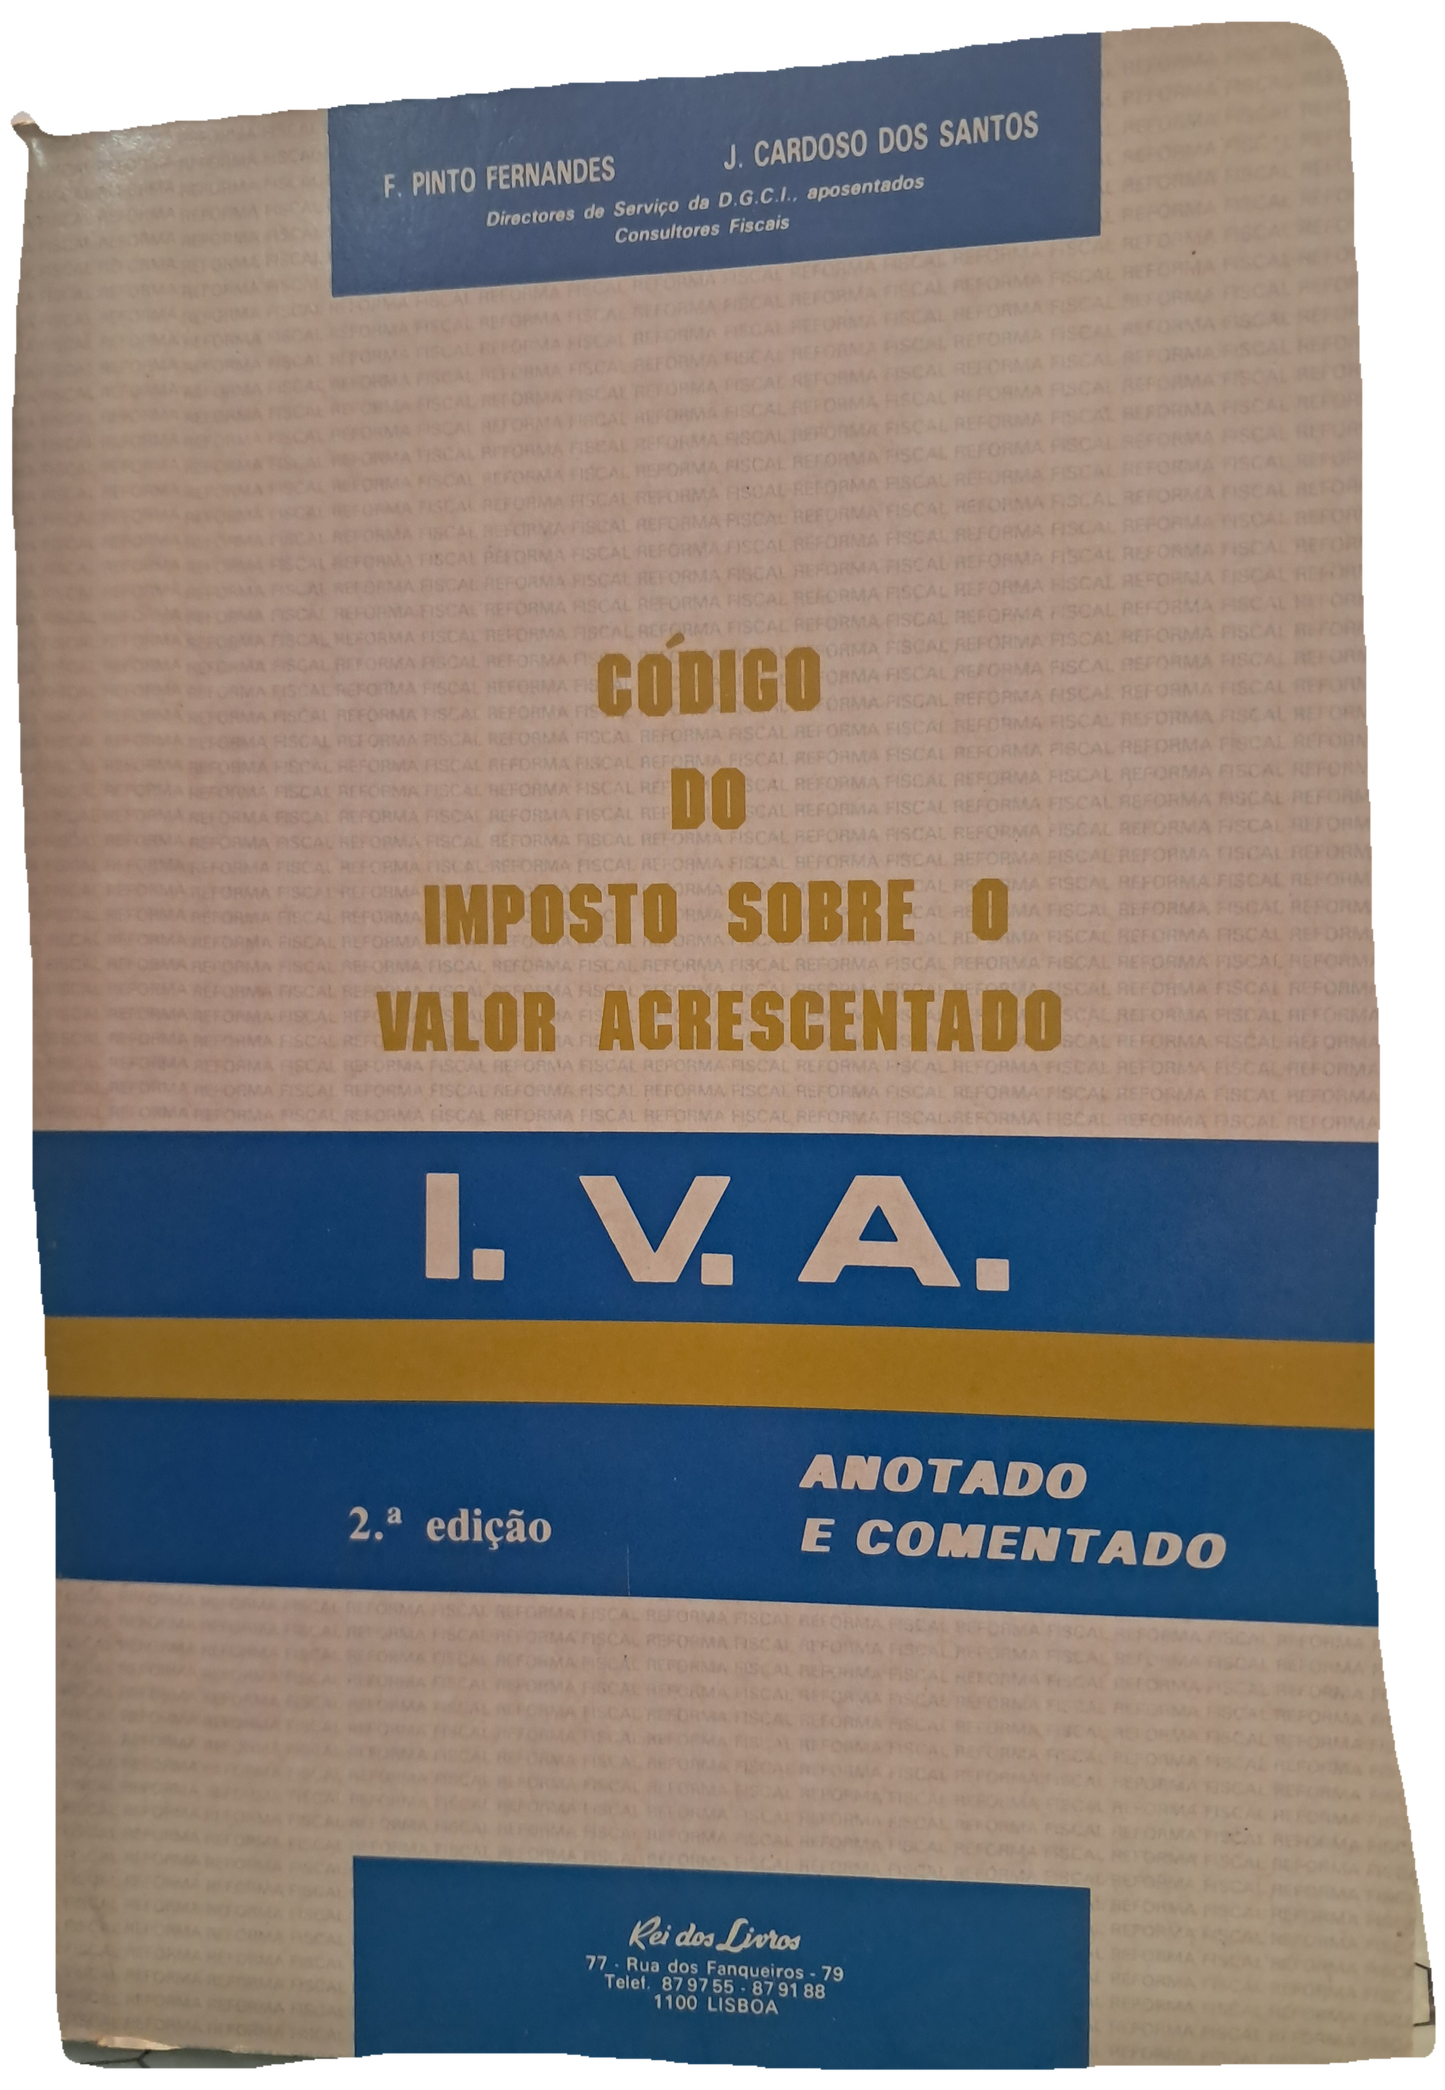 F. PINTO FERNANDES J. CARDOSO DOS SANTOS
Directores de Serviço da D.G.C.I., aposentados
Consultores Fiscais
CÓDIGO
DO
IMPOSTO SOBRE O
VALOR ACRESCENTADO
I. V. A.
2.ª edição
ANOTADO
E COMENTADO
Rei dos Livros
77 - Rua dos Fanqueiros - 79
Telef. 87 97 55 - 87 91 88
1100 LISBOA